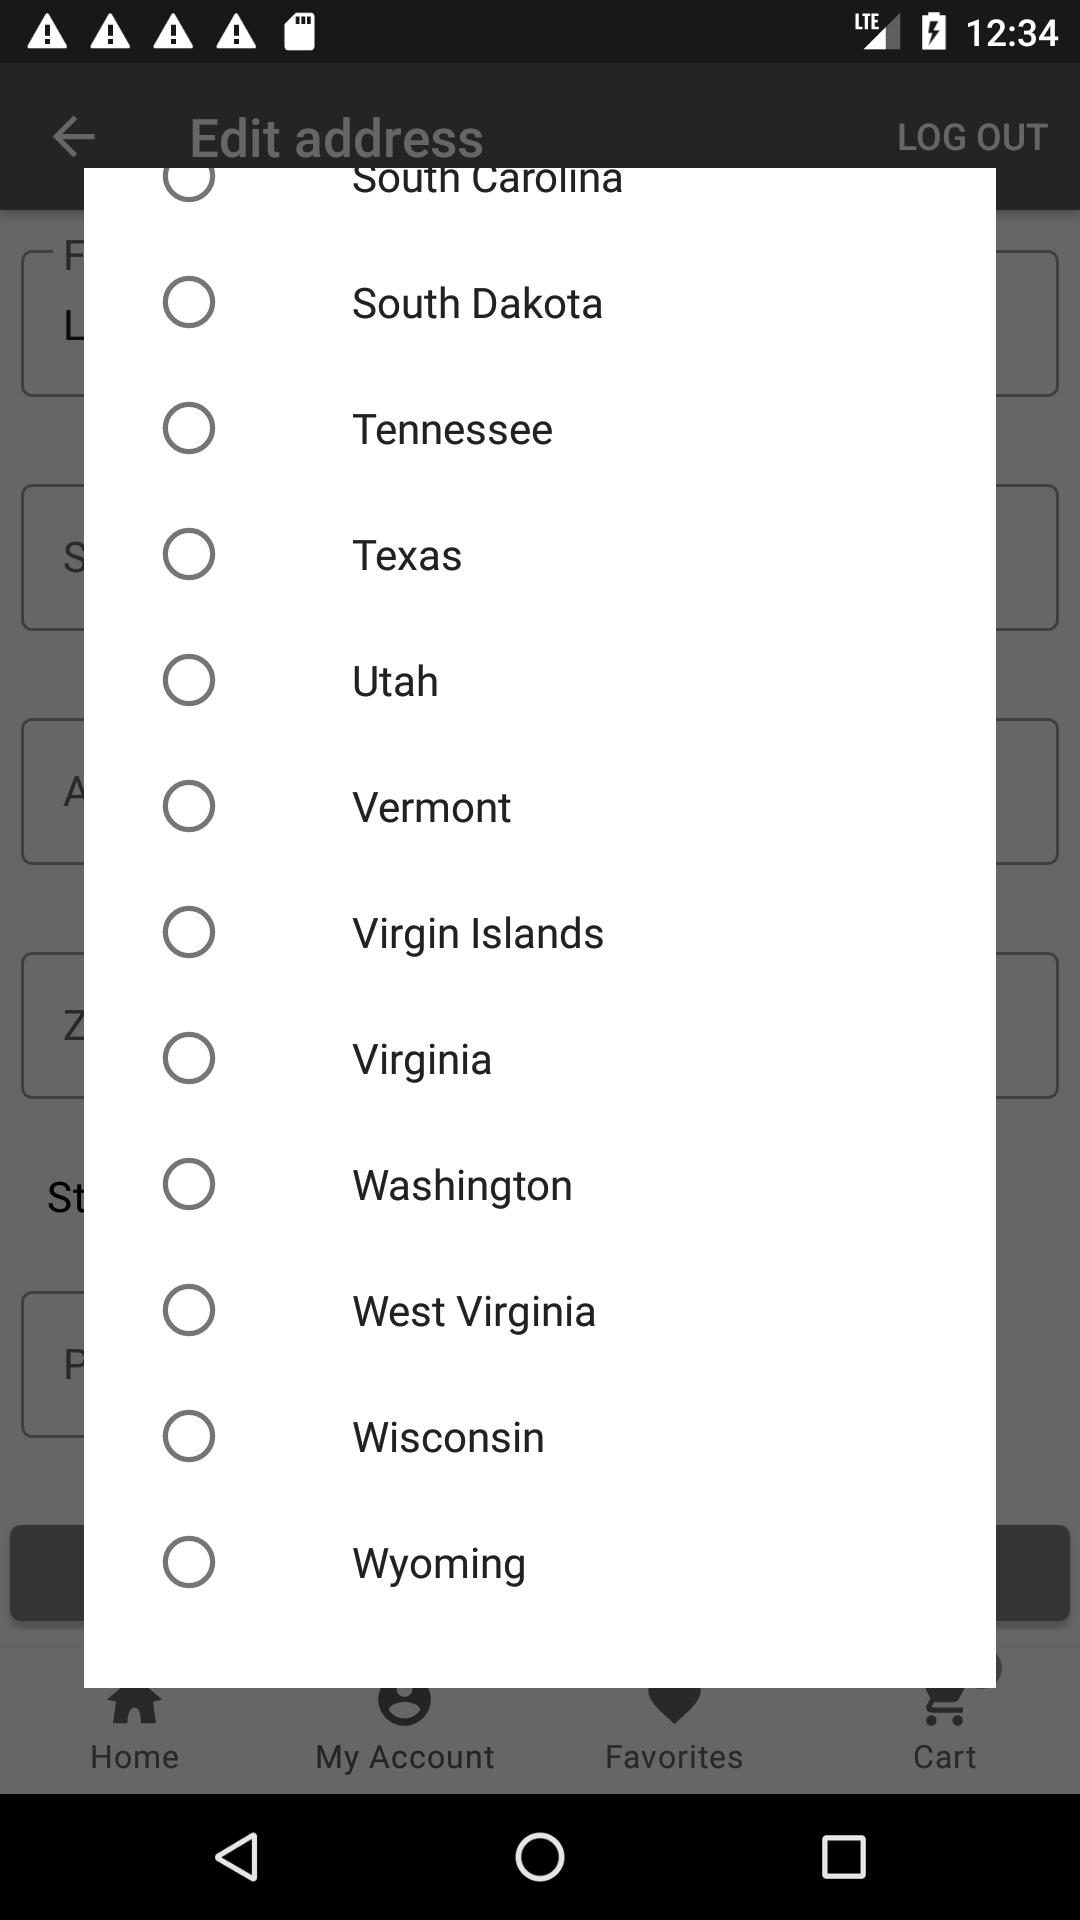 LTE 12:34
Edit address LOG OUT
South Carolina
South Dakota
Tennessee
Texas
Utah
Vermont
Virgin Islands
Virginia
Washington
West Virginia
Wisconsin
Wyoming
Home My Account Favorites Cart